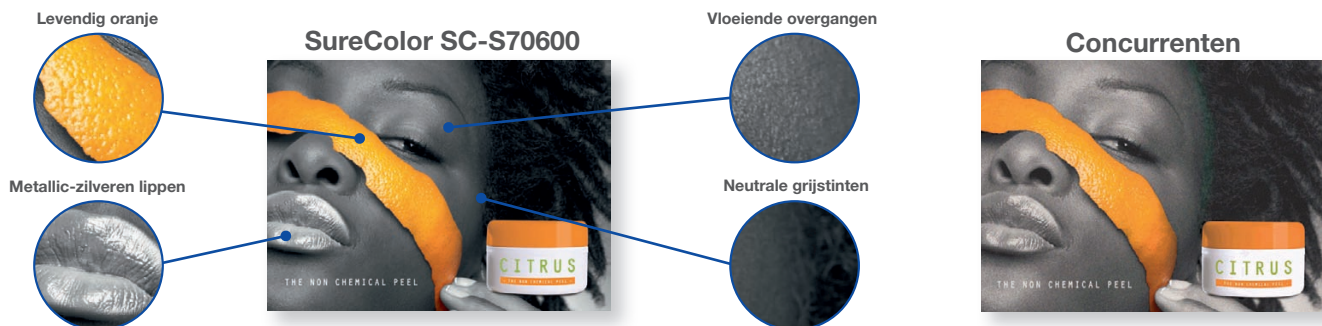 Levendig oranje
Metallic-zilveren lippen
SureColor SC-S70600
THE NON CHEMICAL PEEL
CITRUS
THE NON CHEMICAL PEEL
Vloeiende overgangen
Neutrale grijstinten
Concurrenten
THE NON CHEMICAL PEEL
CITRUS
THE NON CHEMICAL PEEL